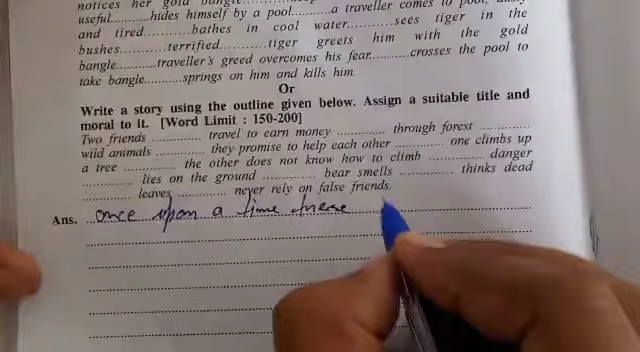 notices her gold bangle
useful..........hides himself by a pool..........a traveller comes to pool, dusty
and tired..........bathes in cool water..........sees tiger in the
bushes..........terrified..........tiger greets him with the gold
bangle..........traveller's greed overcomes his fear..........crosses the pool to
take bangle..........springs on him and kills him.
Or
Write a story using the outline given below. Assign a suitable title and
moral to it. [Word Limit : 150-200]
Two friends ............ travel to earn money ............ through forest ............
wild animals ............ they promise to help each other ............ one climbs up
a tree ............ the other does not know how to climb ............ danger
............ lies on the ground ............ bear smells ............ thinks dead
............ leaves ............ never rely on false friends.
Ans. once upon a time there